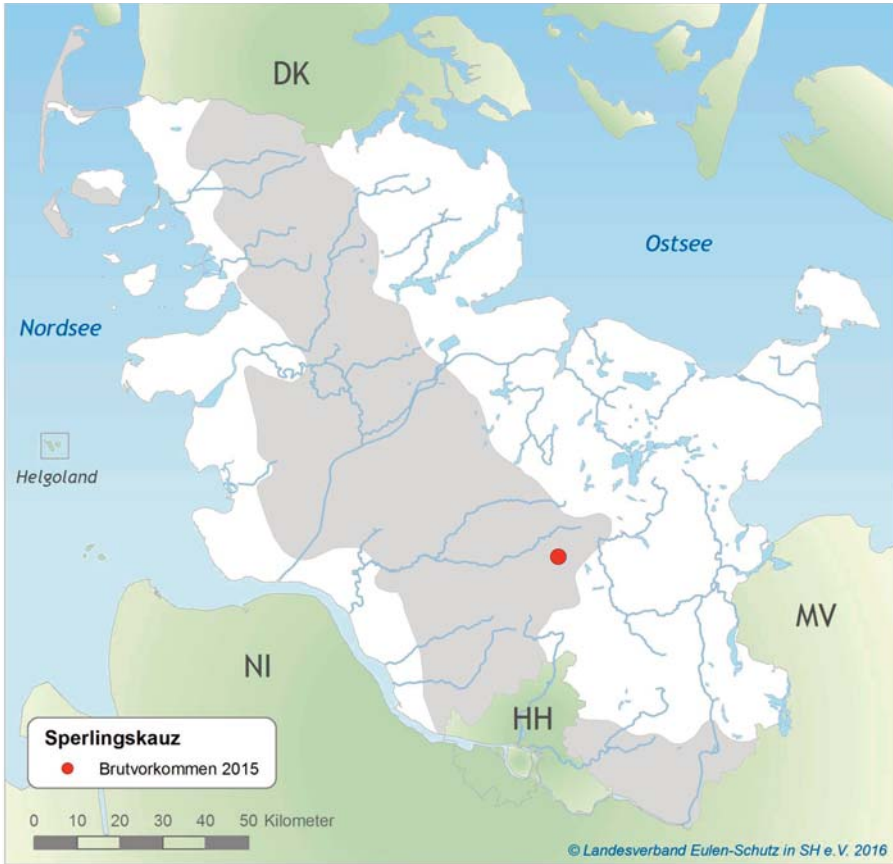 DK
Ostsee
Nordsee
Helgoland
MV
NI
HH
Sperlingskauz
Brutvorkommen 2015
0 10 20 30 40 50 Kilometer
© Landesverband Eulen-Schutz in SH e.V. 2016